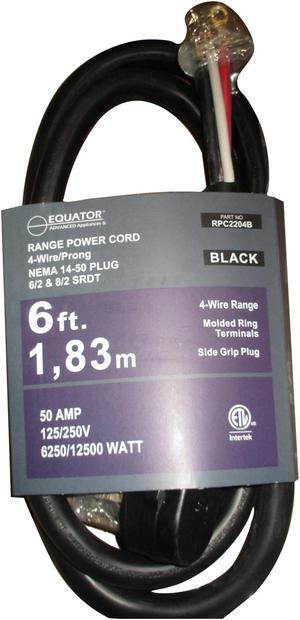 EQUATOR
ADVANCED Appliances
PART NO
RPC2204B
RANGE POWER CORD
4-Wire/Prong
NEMA 14-50 PLUG
6/2 & 8/2 SRDT
BLACK
6 ft.
1,83m
4-Wire Range
Molded Ring
Terminals
Side Grip Plug
50 AMP
125/250V
6250/12500 WATT
ETL
us
Intertek